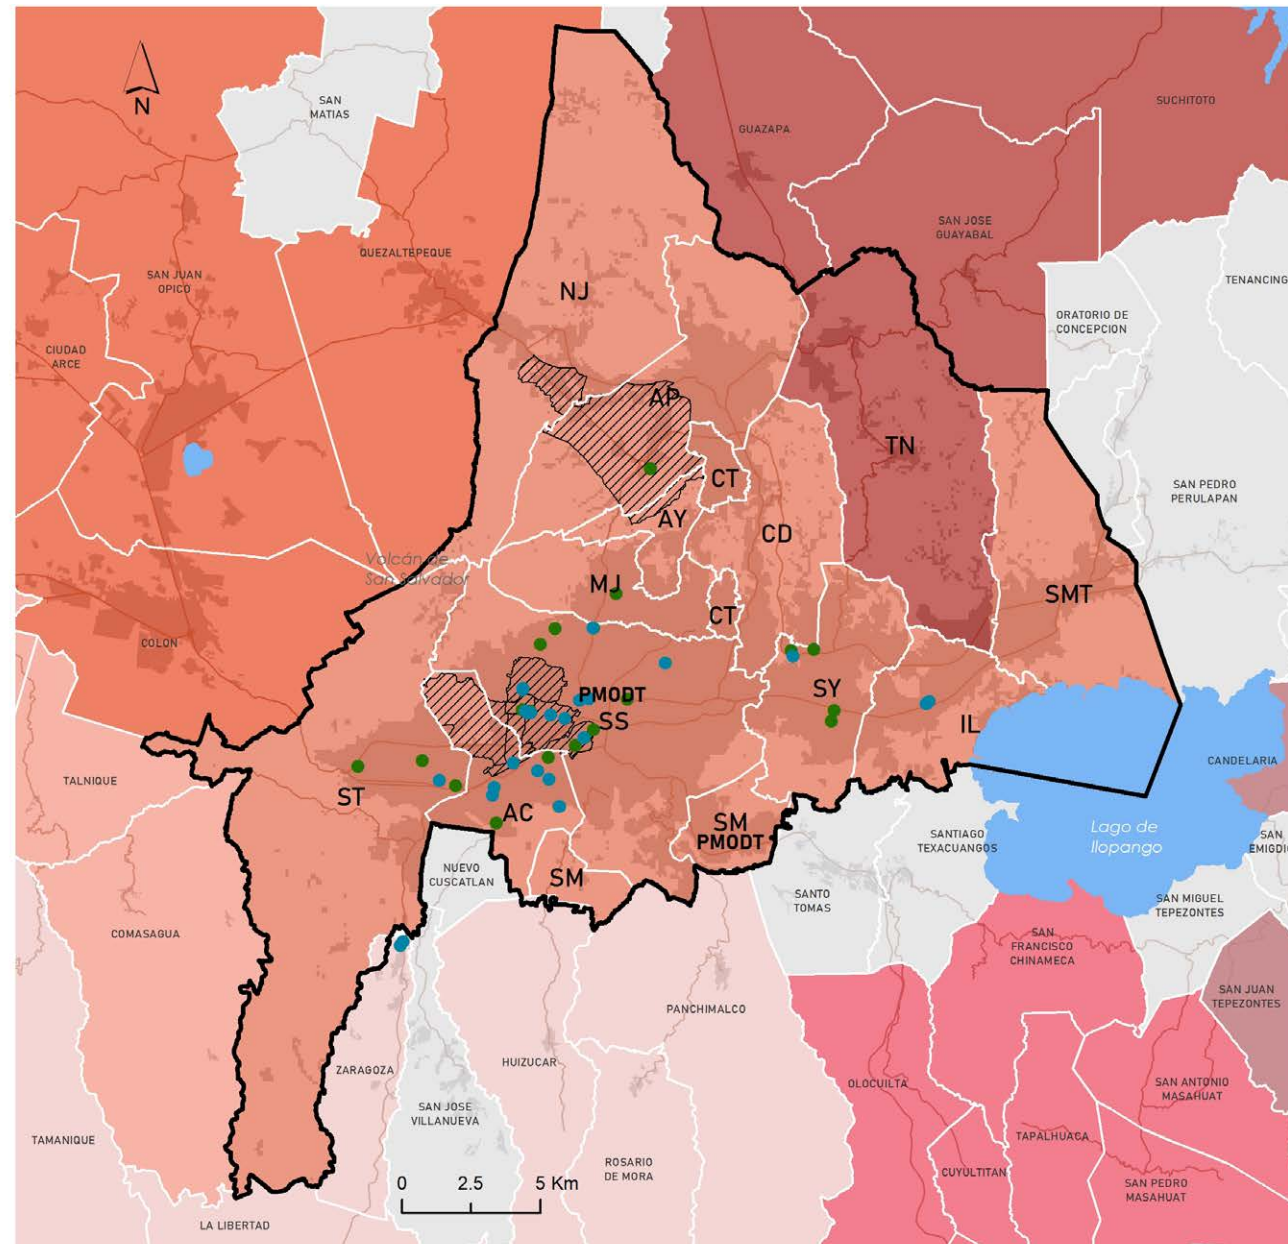 N
SAN
MATIAS
GUAZAPA
SUCHITOTO
SAN JOSE
GUAYABAL
QUEZALTEPEQUE
SAN JUAN
OPICO
TENANCING
NJ
ORATORIO DE
CONCEPCION
CIUDAD
ARCE
AP
TN
CT
SAN PEDRO
PERULAPAN
AY
CD
Volcán de
San Salvador
MJ
SMT
CT
COLON
PMODT
SS
SY
IL
TALNIQUE
CANDELARIA
ST
AC
SM
PMODT
Lago de
Ilopango
SANTIAGO
TEXACUANGOS
SAN
EMIGDIO
NUEVO
CUSCATLAN
SM
SANTO
TOMAS
SAN MIGUEL
TEPEZONTES
COMASAGUA
SAN
FRANCISCO
CHINAMECA
SAN JUAN
TEPEZONTES
PANCHIMALCO
ZARAGOZA
HUIZUCAR
OLOCUILTA
SAN ANTONIO
MASAHUAT
SAN JOSE
VILLANUEVA
TAMANIQUE
TAPALHUACA
ROSARIO
DE MORA
CUYULTITAN
SAN PEDRO
MASAHUAT
0 2.5 5 Km
LA LIBERTAD